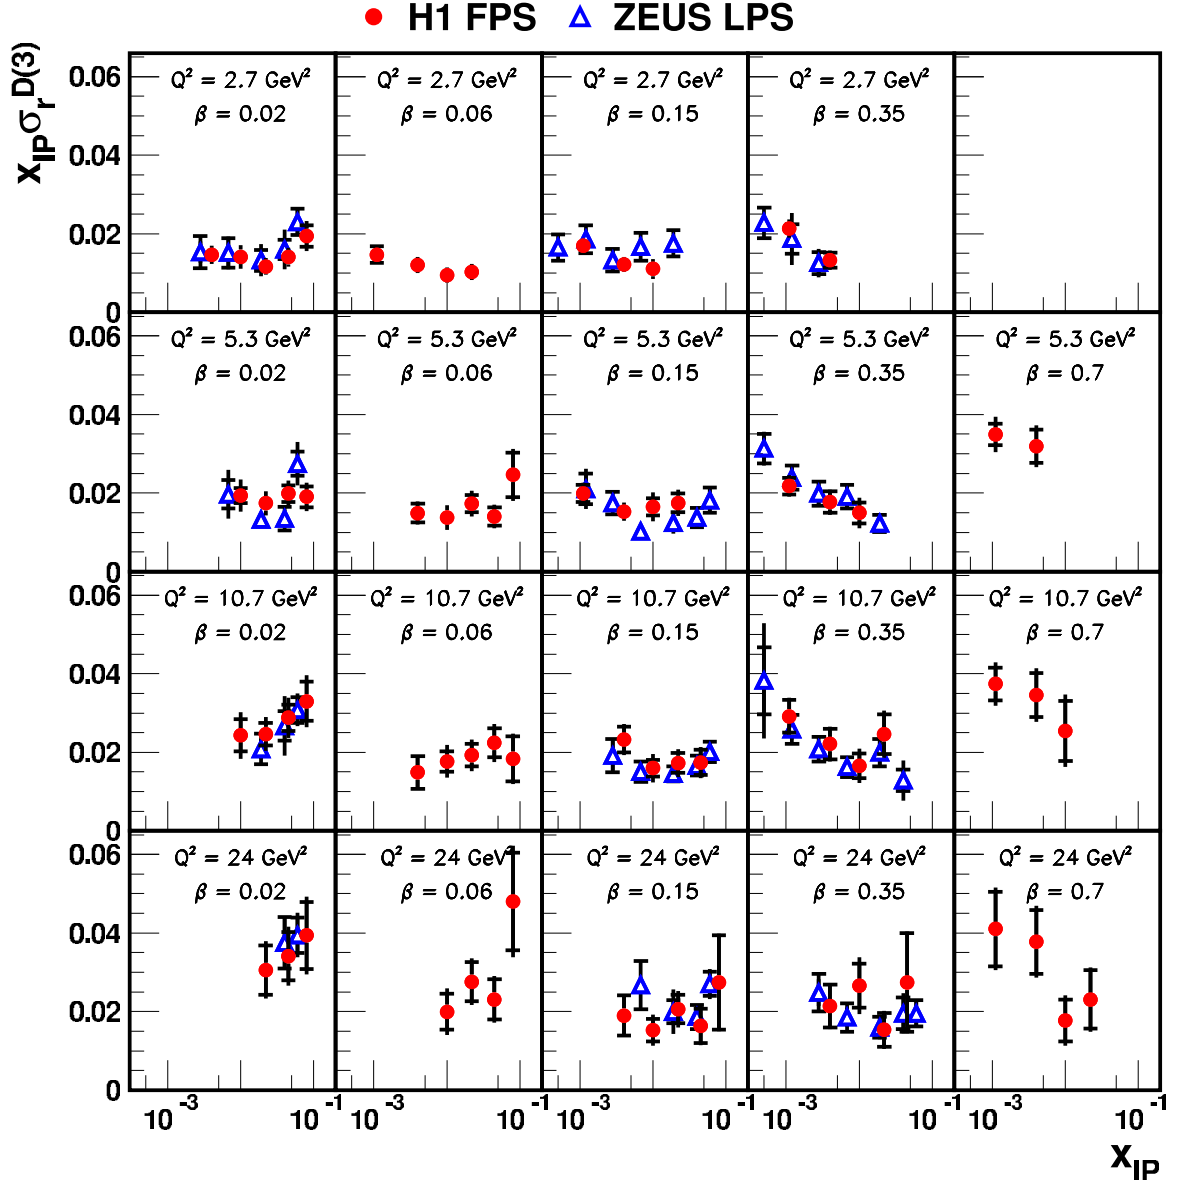 H1 FPS ZEUS LPS
x_IP σ_r^D(3)
0.06 Q² = 2.7 GeV² Q² = 2.7 GeV² Q² = 2.7 GeV² Q² = 2.7 GeV²
β = 0.02 β = 0.06 β = 0.15 β = 0.35
0.04
0.02
0
0.06 Q² = 5.3 GeV² Q² = 5.3 GeV² Q² = 5.3 GeV² Q² = 5.3 GeV² Q² = 5.3 GeV²
β = 0.02 β = 0.06 β = 0.15 β = 0.35 β = 0.7
0.04
0.02
0
0.06 Q² = 10.7 GeV² Q² = 10.7 GeV² Q² = 10.7 GeV² Q² = 10.7 GeV² Q² = 10.7 GeV²
β = 0.02 β = 0.06 β = 0.15 β = 0.35 β = 0.7
0.04
0.02
0
0.06 Q² = 24 GeV² Q² = 24 GeV² Q² = 24 GeV² Q² = 24 GeV² Q² = 24 GeV²
β = 0.02 β = 0.06 β = 0.15 β = 0.35 β = 0.7
0.04
0.02
0
10⁻³ 10⁻¹ 10⁻³ 10⁻¹ 10⁻³ 10⁻¹ 10⁻³ 10⁻¹ 10⁻³ 10⁻¹
x_IP